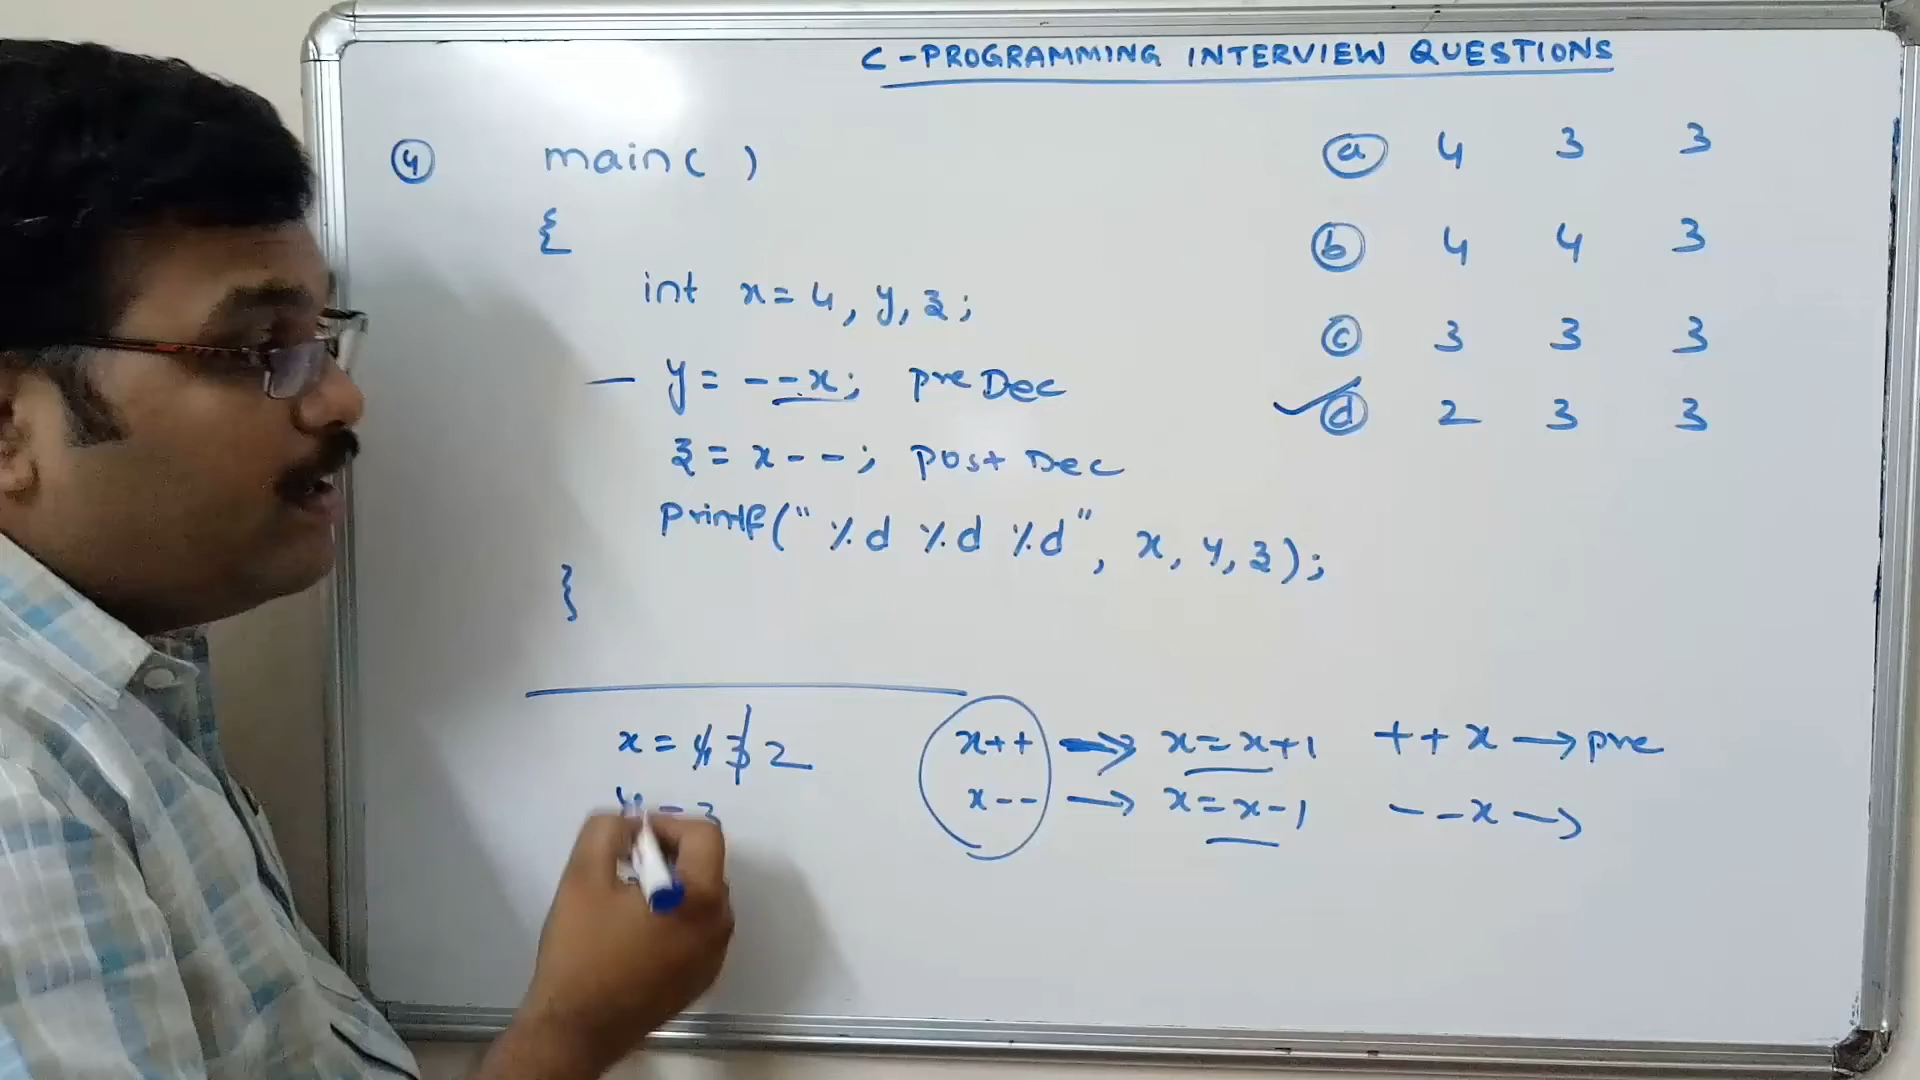 C-PROGRAMMING INTERVIEW QUESTIONS
④ main( )
{
int x=4, y, z;
— y= --x; pre Dec
z = x--; post Dec
printf("%d %d %d", x, y, z);
}
ⓐ 4 3 3
ⓑ 4 4 3
ⓒ 3 3 3
✓ⓓ 2 3 3
x = 4 3 2
y = 3
x++ → x=x+1 ++x → pre
x-- → x=x-1 --x →